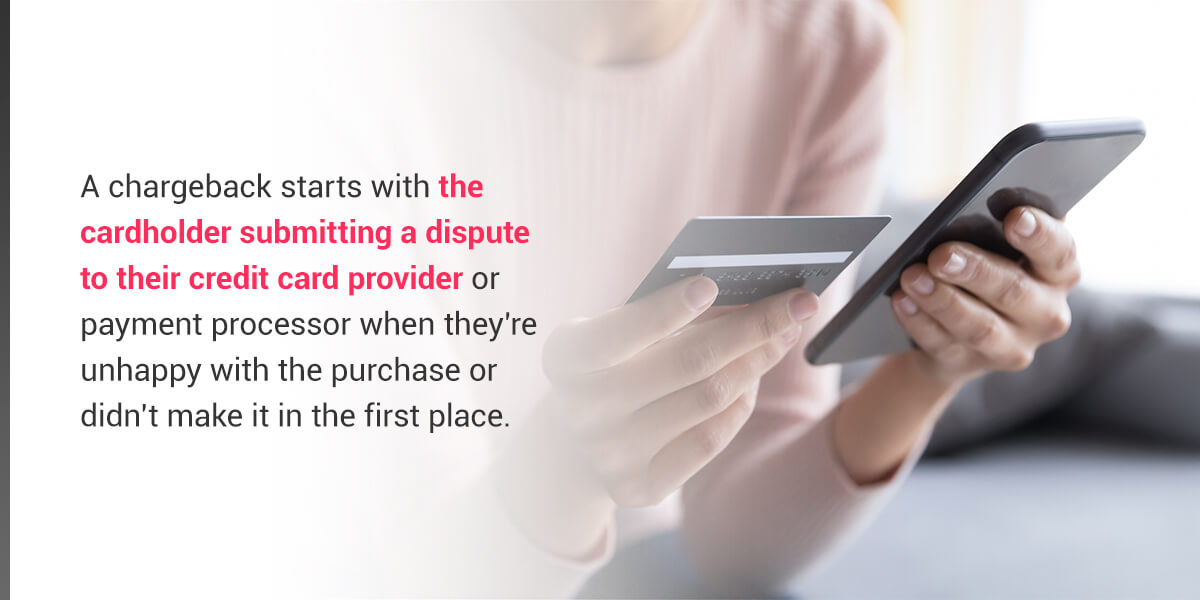 A chargeback starts with the
cardholder submitting a dispute
to their credit card provider or
payment processor when they're
unhappy with the purchase or
didn't make it in the first place.